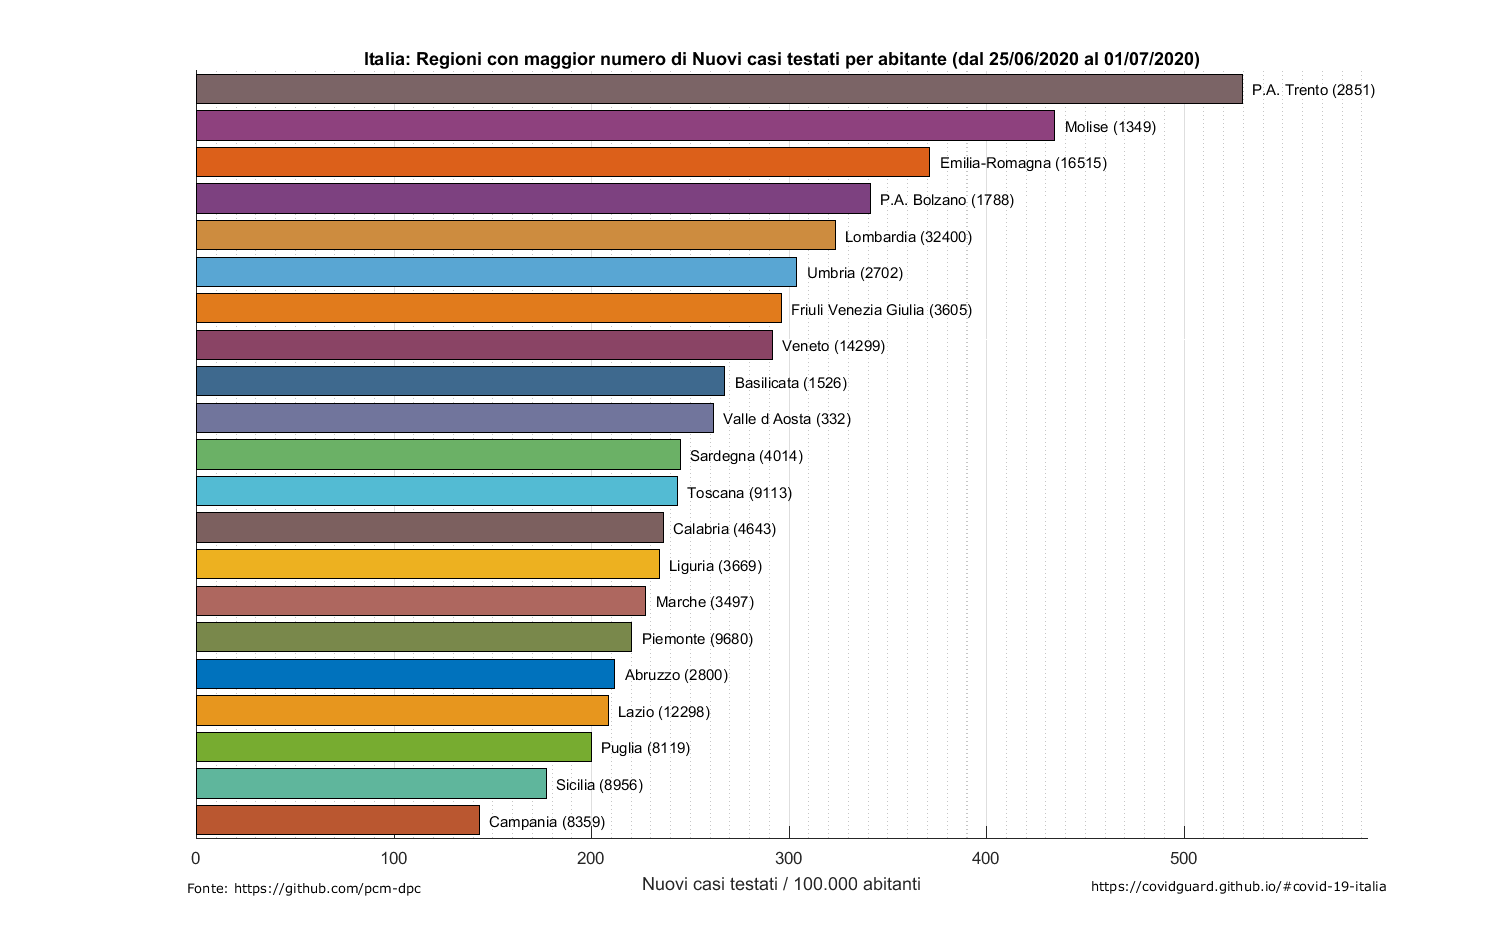 Italia: Regioni con maggior numero di Nuovi casi testati per abitante (dal 25/06/2020 al 01/07/2020)
P.A. Trento (2851)
Molise (1349)
Emilia-Romagna (16515)
P.A. Bolzano (1788)
Lombardia (32400)
Umbria (2702)
Friuli Venezia Giulia (3605)
Veneto (14299)
Basilicata (1526)
Valle d Aosta (332)
Sardegna (4014)
Toscana (9113)
Calabria (4643)
Liguria (3669)
Marche (3497)
Piemonte (9680)
Abruzzo (2800)
Lazio (12298)
Puglia (8119)
Sicilia (8956)
Campania (8359)
0 100 200 300 400 500
Nuovi casi testati / 100.000 abitanti
Fonte: https://github.com/pcm-dpc
https://covidguard.github.io/#covid-19-italia